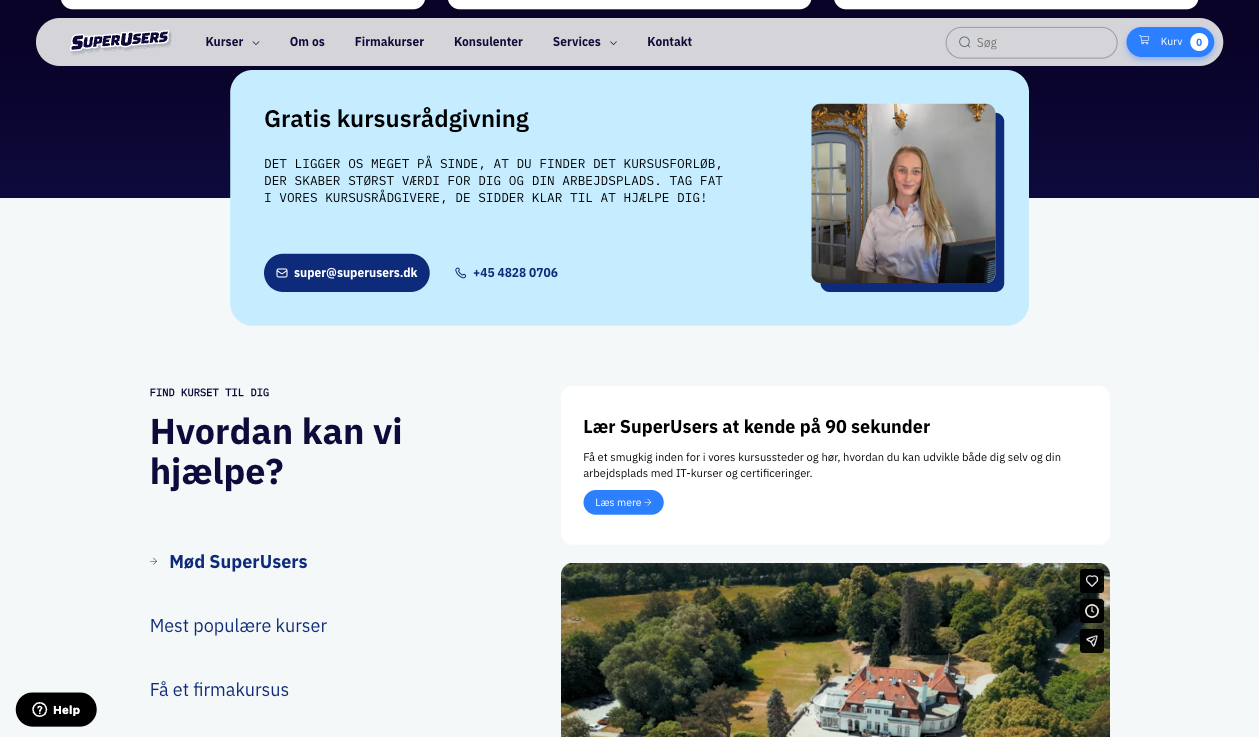 SUPERUSERS
Kurser
Om os
Firmakurser
Konsulenter
Services
Kontakt
Søg
Kurv
0
Gratis kursusrådgivning
DET LIGGER OS MEGET PÅ SINDE, AT DU FINDER DET KURSUSFORLØB,
DER SKABER STØRST VÆRDI FOR DIG OG DIN ARBEJDSPLADS. TAG FAT
I VORES KURSUSRÅDGIVERE, DE SIDDER KLAR TIL AT HJÆLPE DIG!
super@superusers.dk
+45 4828 0706
FIND KURSET TIL DIG
Hvordan kan vi
hjælpe?
→ Mød SuperUsers
Mest populære kurser
Få et firmakursus
Lær SuperUsers at kende på 90 sekunder
Få et smugkig inden for i vores kursussteder og hør, hvordan du kan udvikle både dig selv og din
arbejdsplads med IT-kurser og certificeringer.
Læs mere →
Help